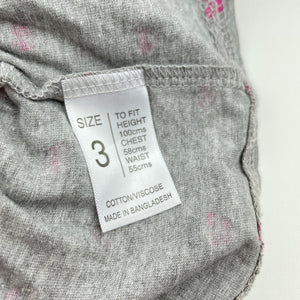 SIZE
3
TO FIT
HEIGHT
100cms
CHEST
58cms
WAIST
55cms
COTTON/VISCOSE
MADE IN BANGLADESH